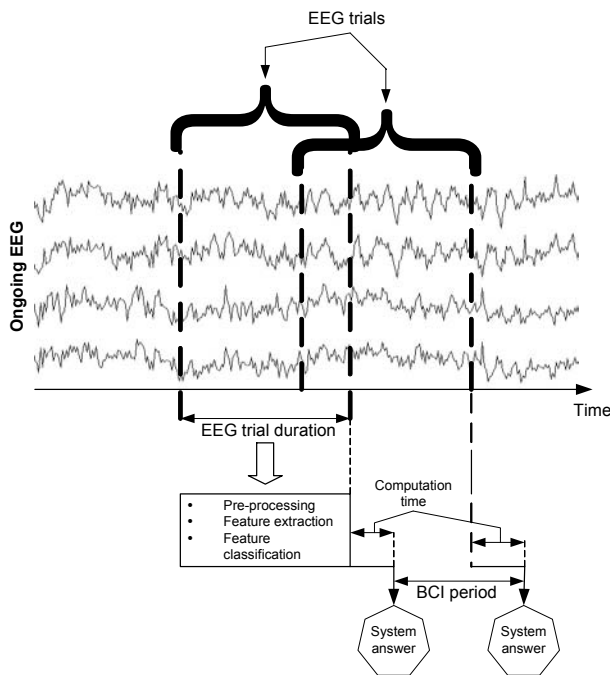 EEG trials
Ongoing EEG
Time
EEG trial duration
• Pre-processing
• Feature extraction
• Feature
classification
Computation
time
BCI period
System
answer
System
answer